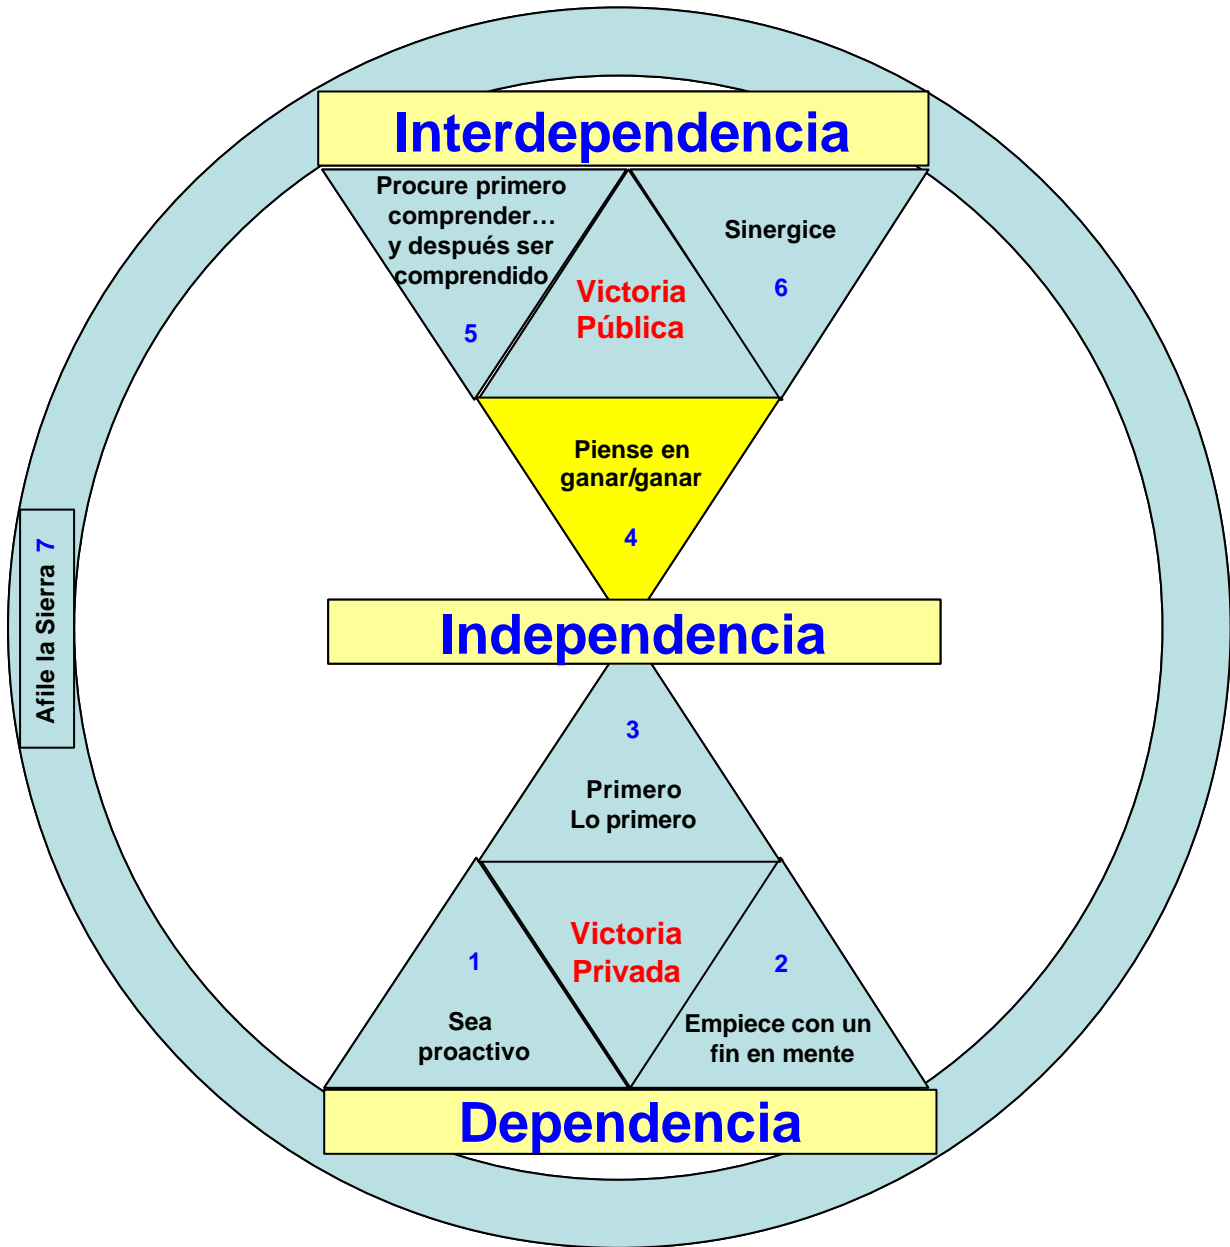 Interdependencia
Procure primero
comprender…
y después ser
comprendido
5
Victoria
Pública
Sinergice
6
Piense en
ganar/ganar
4
Afile la Sierra 7
Independencia
3
Primero
Lo primero
Victoria
Privada
1
Sea
proactivo
2
Empiece con un
fin en mente
Dependencia